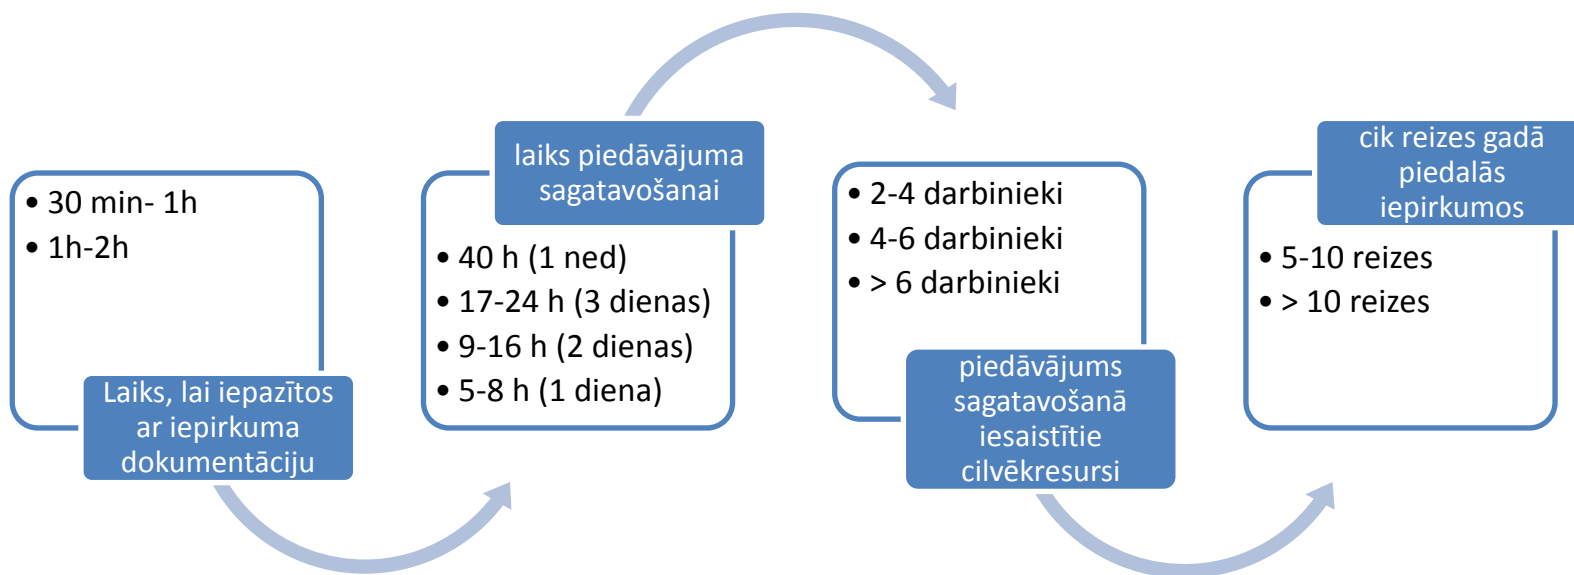 • 30 min- 1h
• 1h-2h
Laiks, lai iepazītos
ar iepirkuma
dokumentāciju
laiks piedāvājuma
sagatavošanai
• 40 h (1 ned)
• 17-24 h (3 dienas)
• 9-16 h (2 dienas)
• 5-8 h (1 diena)
• 2-4 darbinieki
• 4-6 darbinieki
• > 6 darbinieki
piedāvājums
sagatavošanā
iesaistītie
cilvēkresursi
cik reizes gadā
piedalās
iepirkumos
• 5-10 reizes
• > 10 reizes